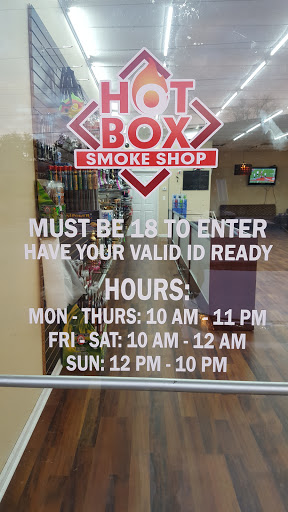 HOT
BOX
SMOKE SHOP
MUST BE 18 TO ENTER
HAVE YOUR VALID ID READY
HOURS:
MON - THURS: 10 AM - 11 PM
FRI - SAT: 10 AM - 12 AM
SUN: 12 PM - 10 PM